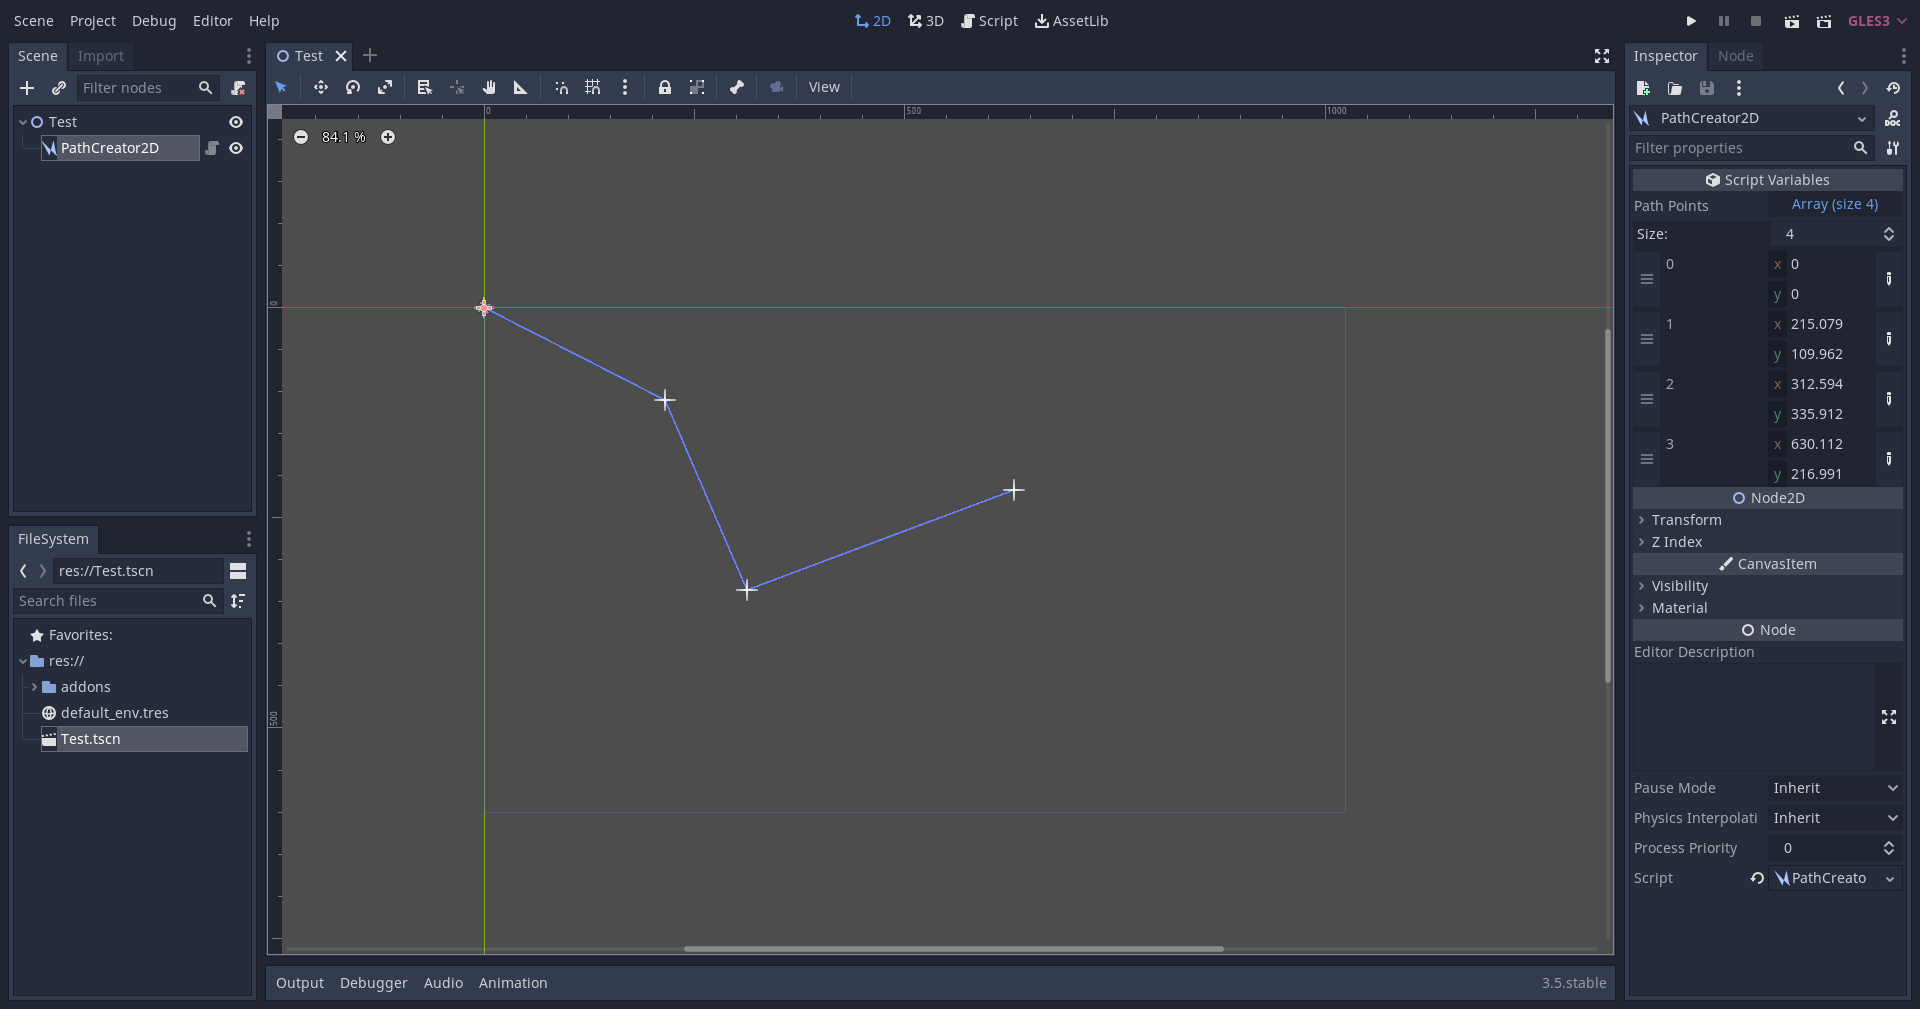 Scene Project Debug Editor Help
2D 3D Script AssetLib
GLES3
Scene Import
Filter nodes
Test
PathCreator2D
FileSystem
res://Test.tscn
Search files
Favorites:
res://
addons
default_env.tres
Test.tscn
Test
View
0 500 1000
84.1 %
0
500
Output Debugger Audio Animation
3.5.stable
Inspector Node
PathCreator2D
Filter properties
Script Variables
Path Points Array (size 4)
Size: 4
0 x 0
y 0
1 x 215.079
y 109.962
2 x 312.594
y 335.912
3 x 630.112
y 216.991
Node2D
Transform
Z Index
CanvasItem
Visibility
Material
Node
Editor Description
Pause Mode Inherit
Physics Interpolati Inherit
Process Priority 0
Script PathCreato